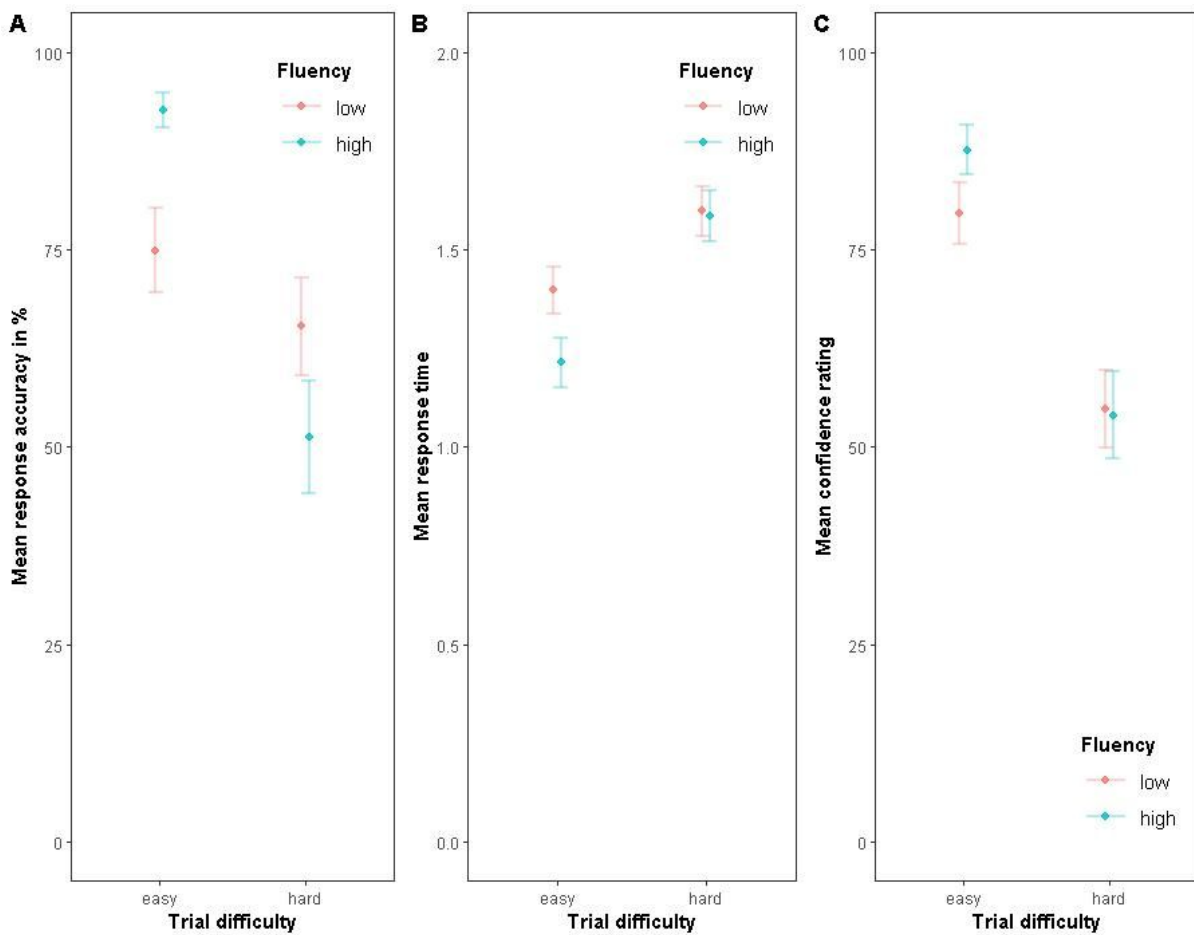 A
100
75
50
25
0
Mean response accuracy in %
Fluency
low
high
easy
hard
Trial difficulty
B
2.0
1.5
1.0
0.5
0.0
Mean response time
Fluency
low
high
easy
hard
Trial difficulty
C
100
75
50
25
0
Mean confidence rating
Fluency
low
high
easy
hard
Trial difficulty